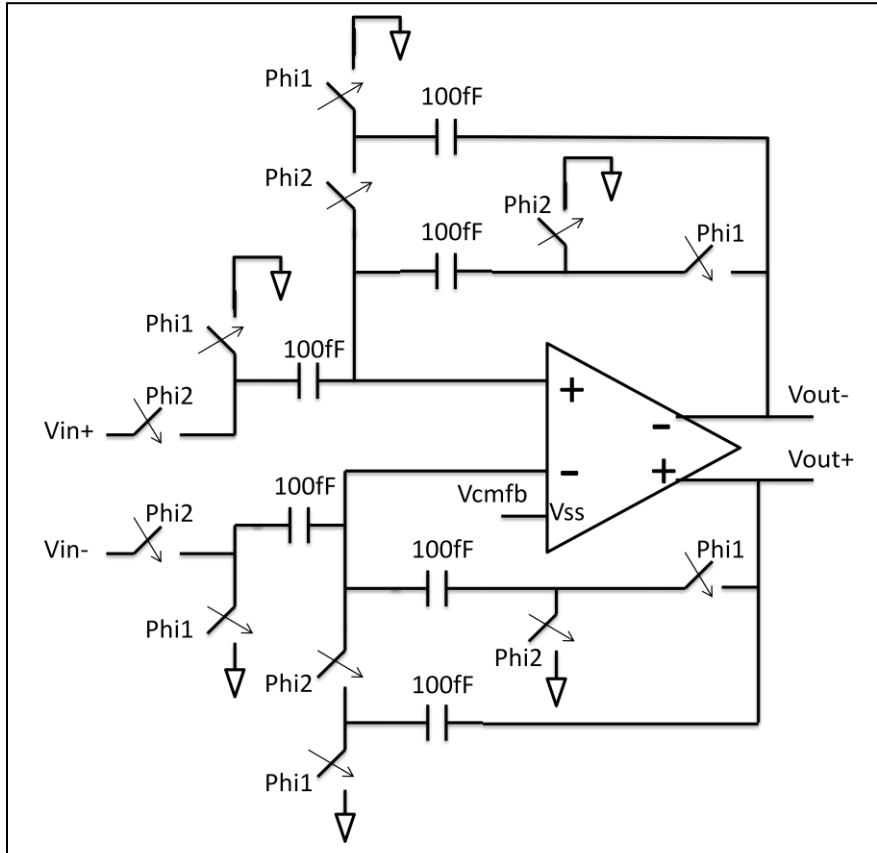 Phi1
100fF
Phi2
Phi2
100fF
Phi1
Phi1
100fF
Phi2
Vin+
+
-
Vout-
+
Vout+
-
100fF
Vcmfb
Vss
Phi2
Vin-
Phi1
100fF
Phi1
Phi2
Phi2
100fF
Phi1